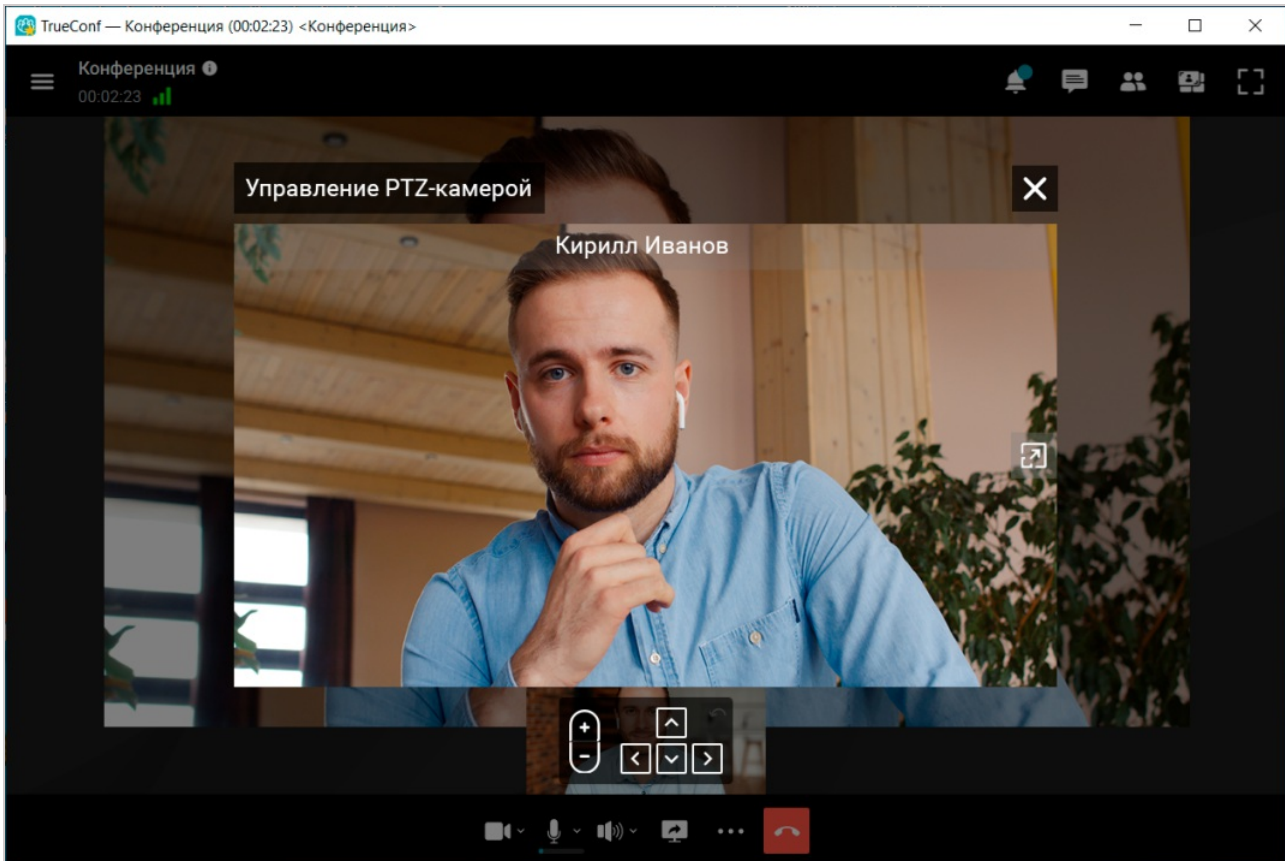 TrueConf — Конференция (00:02:23) <Конференция>
Конференция
00:02:23
Управление PTZ-камерой
Кирилл Иванов